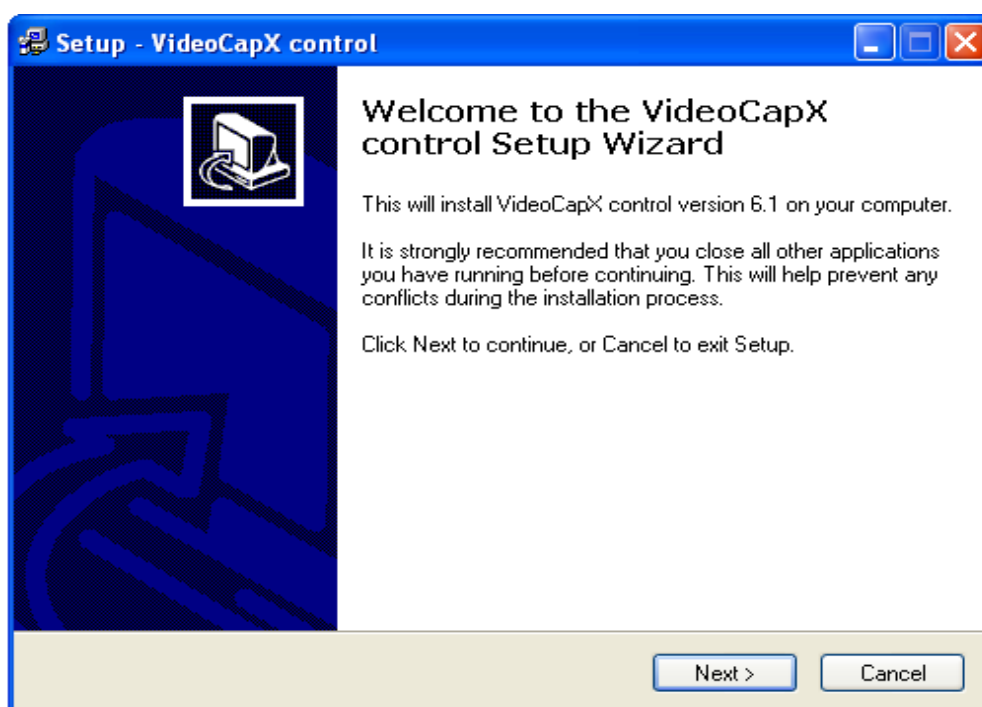 Setup - VideoCapX control
Welcome to the VideoCapX
control Setup Wizard
This will install VideoCapX control version 6.1 on your computer.
It is strongly recommended that you close all other applications
you have running before continuing. This will help prevent any
conflicts during the installation process.
Click Next to continue, or Cancel to exit Setup.
Next >
Cancel